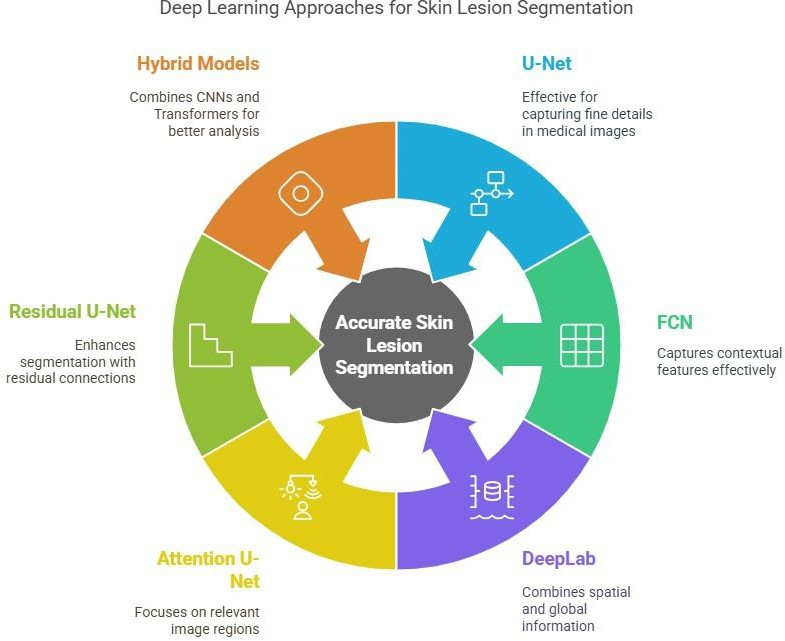 Deep Learning Approaches for Skin Lesion Segmentation
Hybrid Models
Combines CNNs and
Transformers for
better analysis
U-Net
Effective for
capturing fine details
in medical images
Residual U-Net
Enhances
segmentation with
residual connections
Accurate Skin
Lesion
Segmentation
FCN
Captures contextual
features effectively
Attention U-
Net
Focuses on relevant
image regions
DeepLab
Combines spatial
and global
information